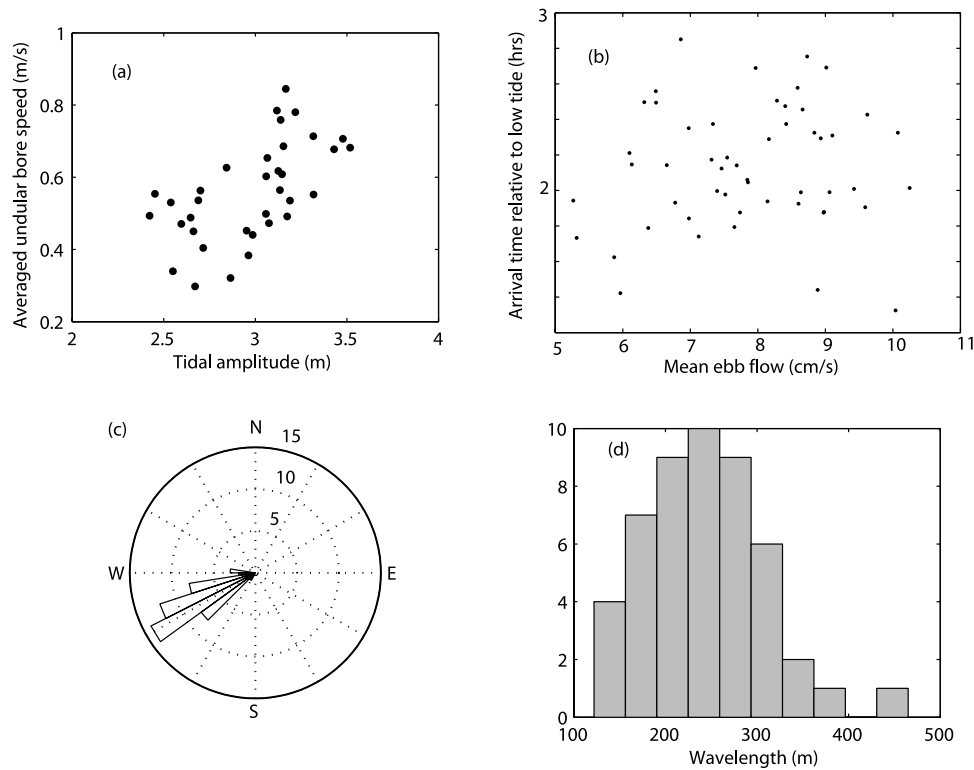 (a)
Averaged undular bore speed (m/s)
1
0.8
0.6
0.4
0.2
2 2.5 3 3.5 4
Tidal amplitude (m)
(b)
Arrival time relative to low tide (hrs)
3
2
5 6 7 8 9 10 11
Mean ebb flow (cm/s)
(c)
N
15
10
5
W
E
S
(d)
10
8
6
4
2
0
100 200 300 400 500
Wavelength (m)